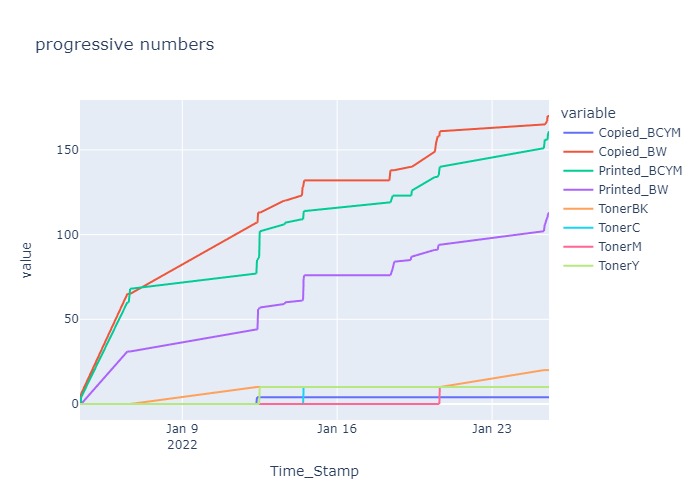 progressive numbers
variable
Copied_BCYM
Copied_BW
Printed_BCYM
Printed_BW
TonerBK
TonerC
TonerM
TonerY
value
150
100
50
0
Jan 9
2022
Jan 16
Jan 23
Time_Stamp